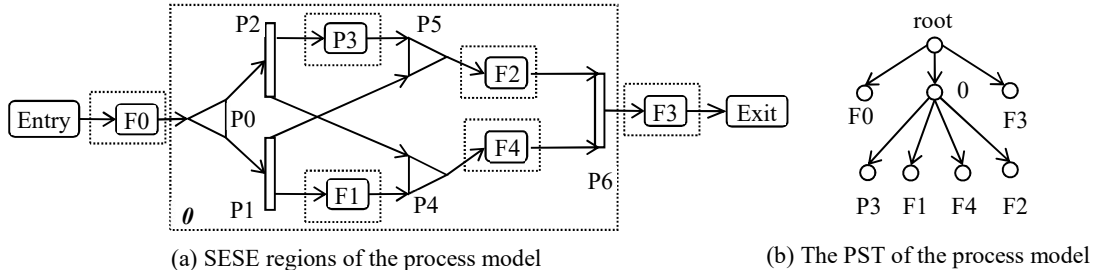 P2
P3
P5
F2
Entry
F0
P0
F3
Exit
F4
P1
F1
P4
P6
0
(a) SESE regions of the process model
root
F0
0
F3
P3 F1 F4 F2
(b) The PST of the process model